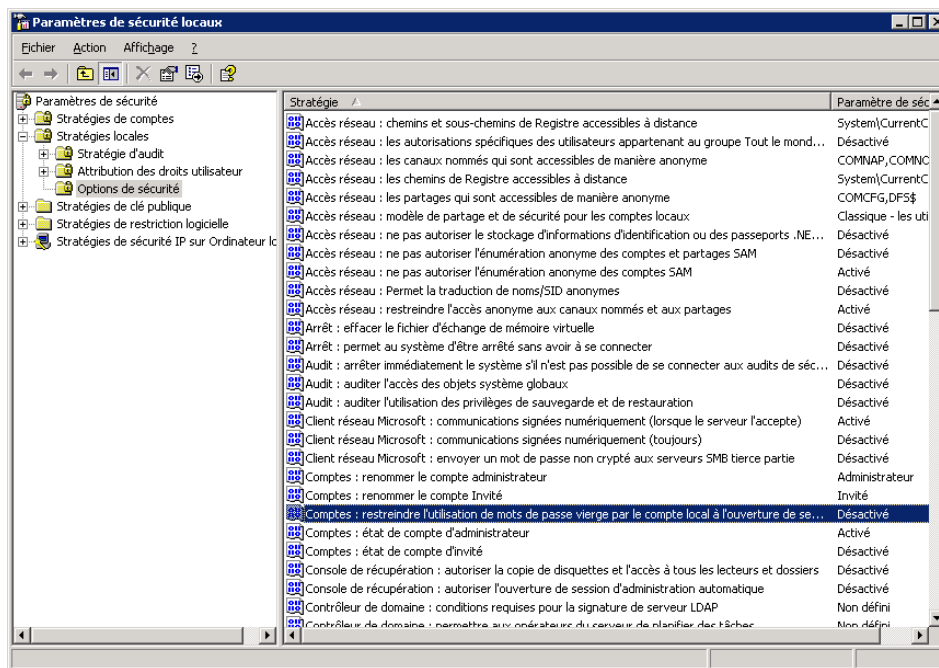 Paramètres de sécurité locaux
Fichier Action Affichage ?
Paramètres de sécurité
Stratégies de comptes
Stratégies locales
Stratégie d'audit
Attribution des droits utilisateur
Options de sécurité
Stratégies de clé publique
Stratégies de restriction logicielle
Stratégies de sécurité IP sur Ordinateur lo
Stratégie Paramètre de séc
Accès réseau : chemins et sous-chemins de Registre accessibles à distance System\CurrentC
Accès réseau : les autorisations spécifiques des utilisateurs appartenant au groupe Tout le mond... Désactivé
Accès réseau : les canaux nommés qui sont accessibles de manière anonyme COMNAP,COMNO
Accès réseau : les chemins de Registre accessibles à distance System\CurrentC
Accès réseau : les partages qui sont accessibles de manière anonyme COMCFG,DFS$
Accès réseau : modèle de partage et de sécurité pour les comptes locaux Classique - les uti
Accès réseau : ne pas autoriser le stockage d'informations d'identification ou des passeports .NE... Désactivé
Accès réseau : ne pas autoriser l'énumération anonyme des comptes et partages SAM Désactivé
Accès réseau : ne pas autoriser l'énumération anonyme des comptes SAM Activé
Accès réseau : Permet la traduction de noms/SID anonymes Désactivé
Accès réseau : restreindre l'accès anonyme aux canaux nommés et aux partages Activé
Arrêt : effacer le fichier d'échange de mémoire virtuelle Désactivé
Arrêt : permet au système d'être arrêté sans avoir à se connecter Désactivé
Audit : arrêter immédiatement le système s'il n'est pas possible de se connecter aux audits de séc... Désactivé
Audit : auditer l'accès des objets système globaux Désactivé
Audit : auditer l'utilisation des privilèges de sauvegarde et de restauration Désactivé
Client réseau Microsoft : communications signées numériquement (lorsque le serveur l'accepte) Activé
Client réseau Microsoft : communications signées numériquement (toujours) Désactivé
Client réseau Microsoft : envoyer un mot de passe non crypté aux serveurs SMB tierce partie Désactivé
Comptes : renommer le compte administrateur Administrateur
Comptes : renommer le compte Invité Invité
Comptes : restreindre l'utilisation de mots de passe vierge par le compte local à l'ouverture de se... Désactivé
Comptes : état de compte d'administrateur Activé
Comptes : état de compte d'invité Désactivé
Console de récupération : autoriser la copie de disquettes et l'accès à tous les lecteurs et dossiers Désactivé
Console de récupération : autoriser l'ouverture de session d'administration automatique Désactivé
Contrôleur de domaine : conditions requises pour la signature de serveur LDAP Non défini
Contrôleur de domaine : permettre aux opérateurs du serveur de planifier des tâches Non défini